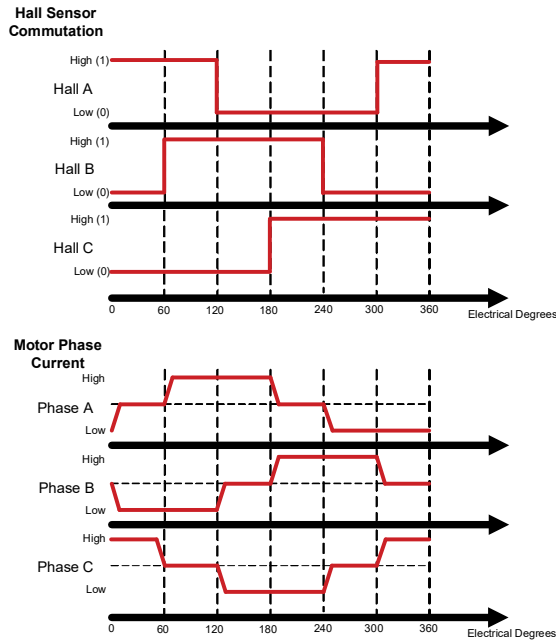 Hall Sensor
Commutation
High (1)
Hall A
Low (0)
High (1)
Hall B
Low (0)
High (1)
Hall C
Low (0)
0 60 120 180 240 300 360
Electrical Degrees
Motor Phase
Current
High
Phase A
Low
High
Phase B
Low
High
Phase C
Low
0 60 120 180 240 300 360
Electrical Degrees